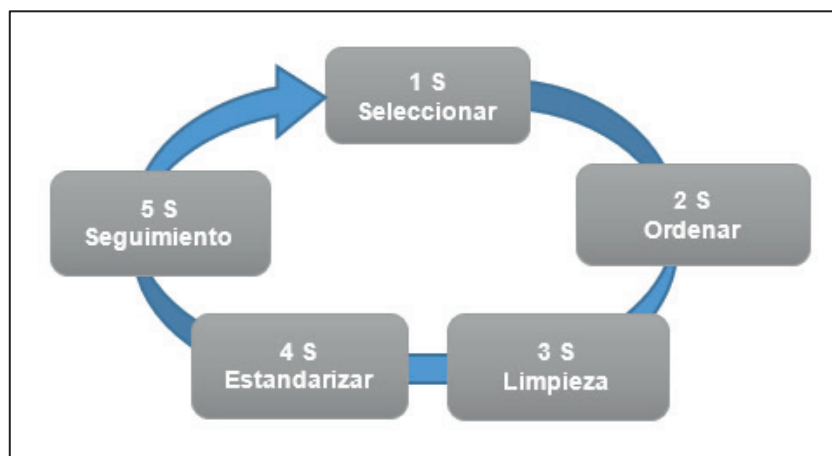 1 S
Seleccionar
2 S
Ordenar
3 S
Limpieza
4 S
Estandarizar
5 S
Seguimiento